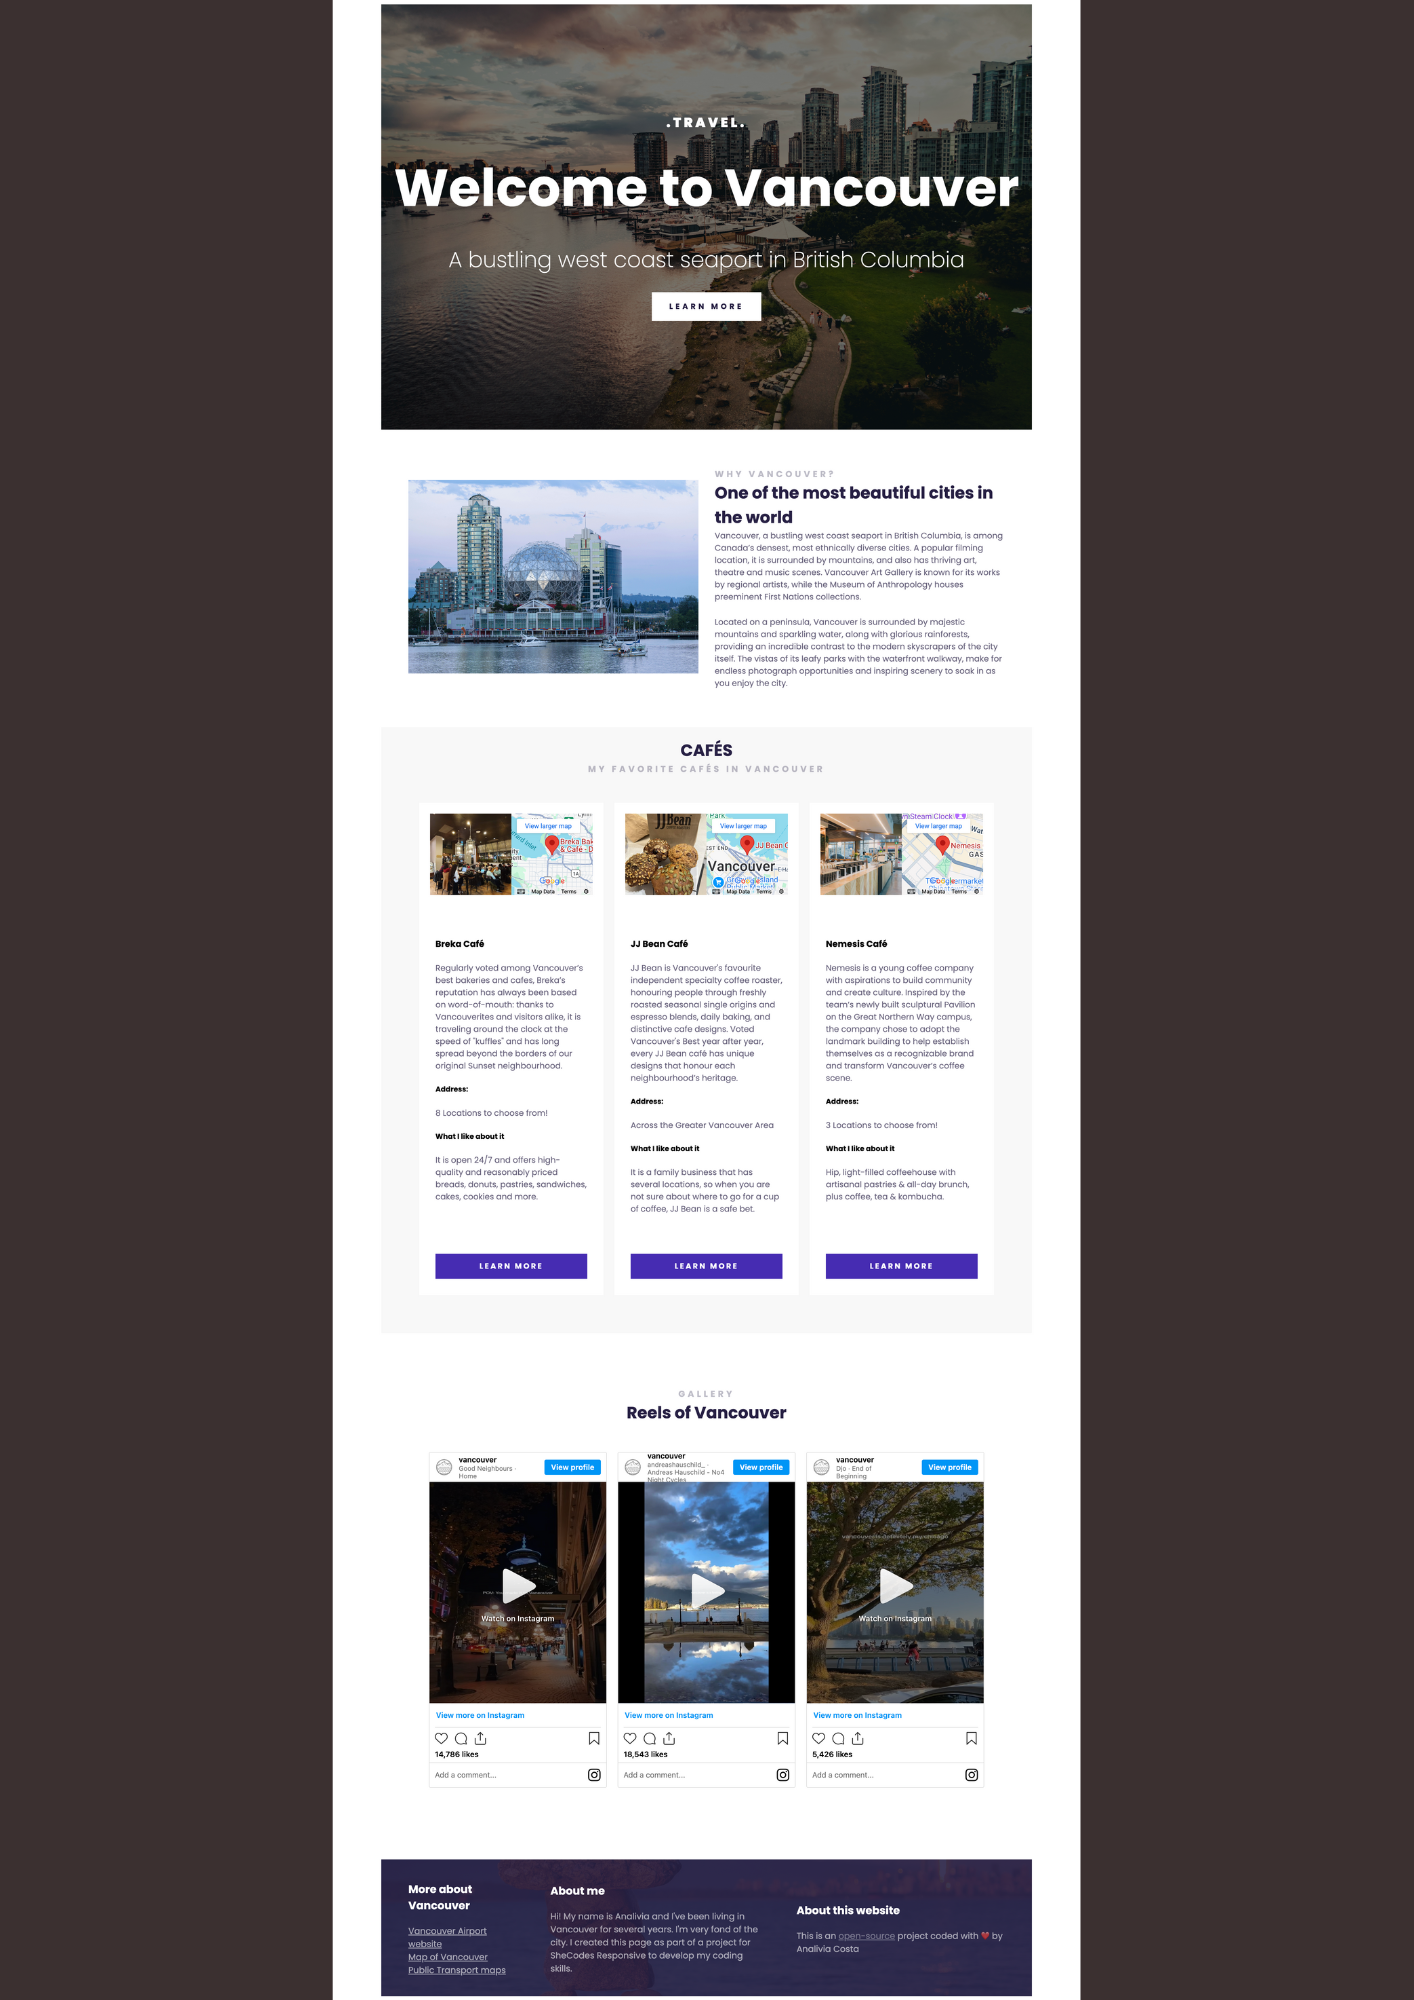 .TRAVEL.
Welcome to Vancouver
A bustling west coast seaport in British Columbia
LEARN MORE
WHY VANCOUVER?
One of the most beautiful cities in
the world
Vancouver, a bustling west coast seaport in British Columbia, is among
Canada's densest, most ethnically diverse cities. A popular filming
location, it is surrounded by mountains, and also has thriving art,
theatre and music scenes. Vancouver Art Gallery is known for its works
by regional artists, while the Museum of Anthropology houses
preeminent First Nations collections.
Located on a peninsula, Vancouver is surrounded by majestic
mountains and sparkling water, along with glorious rainforests,
providing an incredible contrast to the modern skyscrapers of the city
itself. The vistas of its leafy parks with the waterfront walkway, make for
endless photograph opportunities and inspiring scenery to soak in as
you enjoy the city.
CAFÉS
MY FAVORITE CAFÉS IN VANCOUVER
View larger map
Breka Bak
& Café - D
1A
Google
Map Data Terms
Breka Café
Regularly voted among Vancouver's
best bakeries and cafes, Breka's
reputation has always been based
on word-of-mouth: thanks to
Vancouverites and visitors alike, it is
traveling around the clock at the
speed of "kuffles" and has long
spread beyond the borders of our
original Sunset neighbourhood.
Address:
8 Locations to choose from!
What I like about it
It is open 24/7 and offers high-
quality and reasonably priced
breads, donuts, pastries, sandwiches,
cakes, cookies and more.
LEARN MORE
JJ Bean
Park
View larger map
JJ Bean C
Vancouver
Map Data Terms
JJ Bean Café
JJ Bean is Vancouver's favourite
independent specialty coffee roaster,
honouring people through freshly
roasted seasonal single origins and
espresso blends, daily baking, and
distinctive cafe designs. Voted
Vancouver's Best year after year,
every JJ Bean café has unique
designs that honour each
neighbourhood's heritage.
Address:
Across the Greater Vancouver Area
What I like about it
It is a family business that has
several locations, so when you are
not sure about where to go for a cup
of coffee, JJ Bean is a safe bet.
LEARN MORE
Steam Clock
View larger map
Nemesis
GAS
Map Data Terms
Nemesis Café
Nemesis is a young coffee company
with aspirations to build community
and create culture. Inspired by the
team's newly built sculptural Pavilion
on the Great Northern Way campus,
the company chose to adopt the
landmark building to help establish
themselves as a recognizable brand
and transform Vancouver's coffee
scene.
Address:
3 Locations to choose from!
What I like about it
Hip, light-filled coffeehouse with
artisanal pastries & all-day brunch,
plus coffee, tea & kombucha.
LEARN MORE
GALLERY
Reels of Vancouver
vancouver
Good Neighbours ·
Home
View profile
Watch on Instagram
View more on Instagram
14,786 likes
Add a comment...
vancouver
andreashauschild_ ·
Andreas Hauschild - No4
Night Cycles
View profile
View more on Instagram
18,543 likes
Add a comment...
vancouver
Djo · End of
Beginning
View profile
Watch on Instagram
View more on Instagram
5,426 likes
Add a comment...
More about
Vancouver
Vancouver Airport
website
Map of Vancouver
Public Transport maps
About me
Hi! My name is Analivia and I've been living in
Vancouver for several years. I'm very fond of the
city. I created this page as part of a project for
SheCodes Responsive to develop my coding
skills.
About this website
This is an open-source project coded with ❤️ by
Analivia Costa